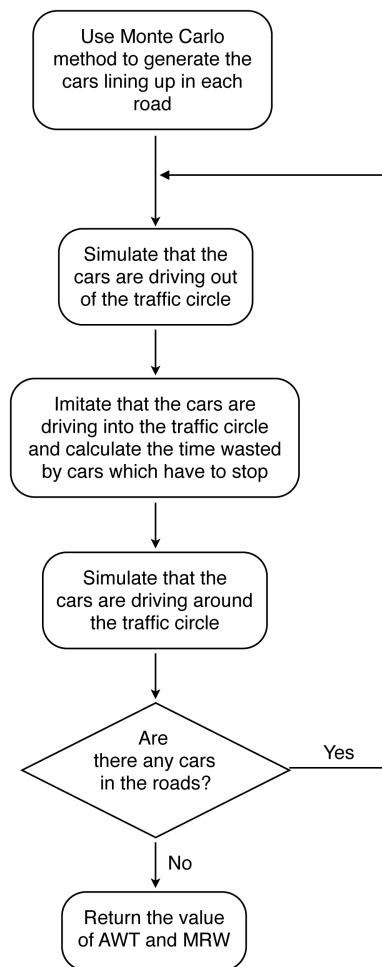 Use Monte Carlo
method to generate the
cars lining up in each
road
Simulate that the
cars are driving out
of the traffic circle
Imitate that the cars are
driving into the traffic circle
and calculate the time wasted
by cars which have to stop
Simulate that the
cars are driving around
the traffic circle
Are
there any cars
in the roads?
Yes
No
Return the value
of AWT and MRW